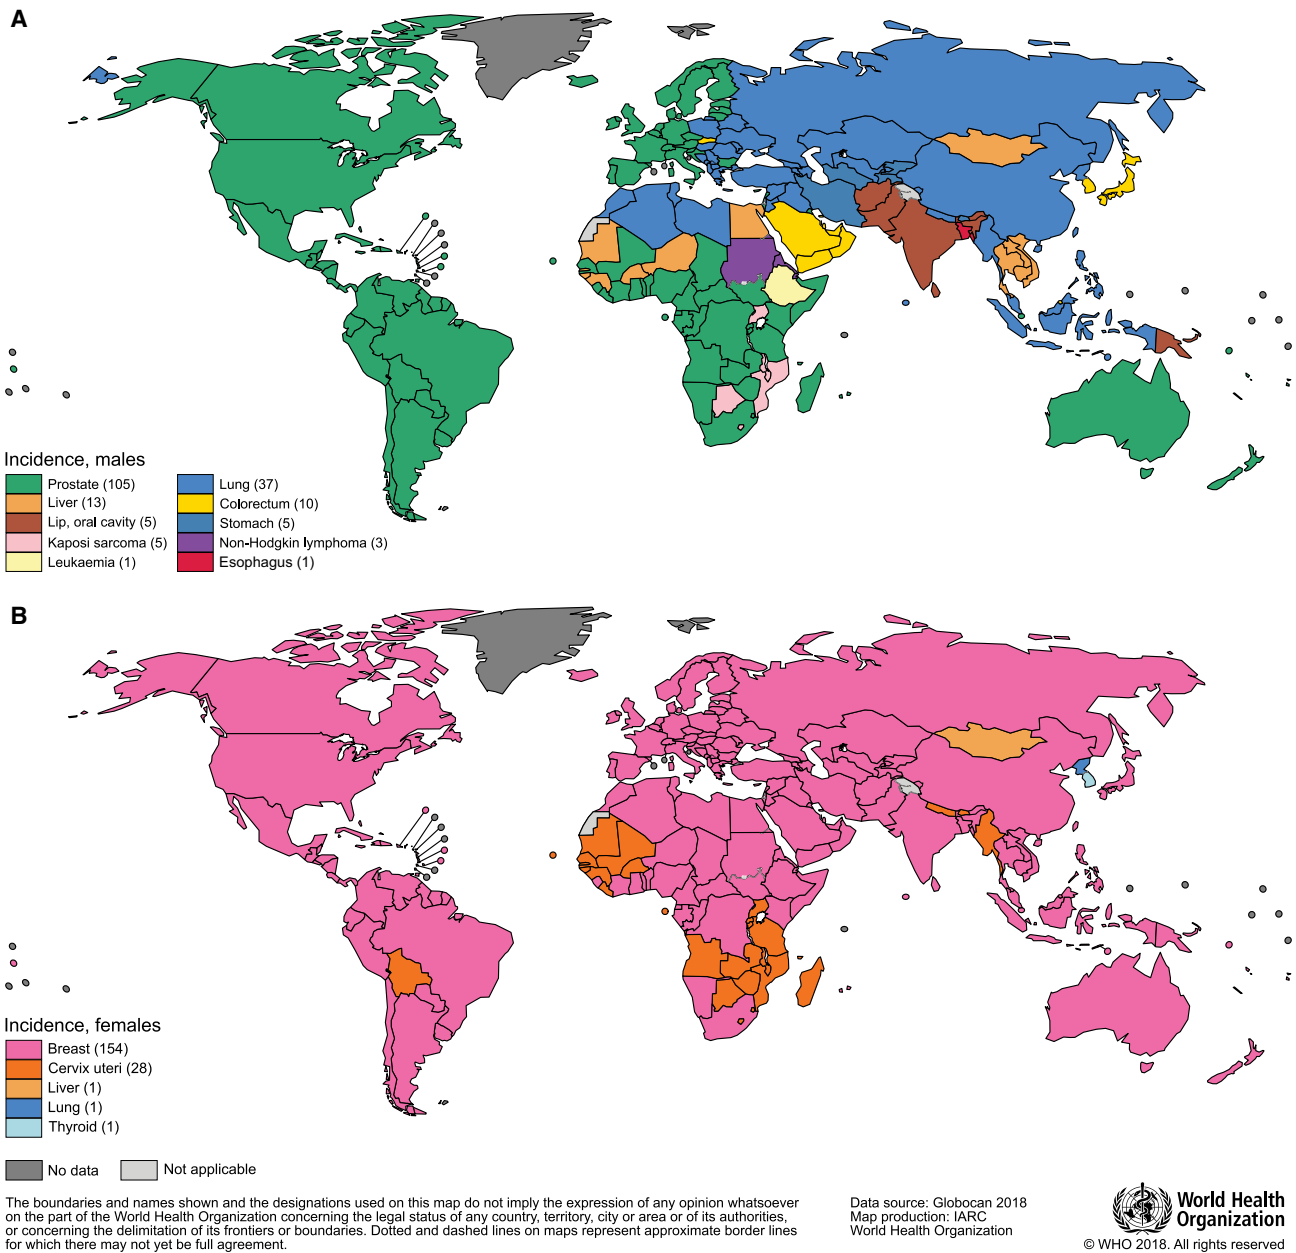 A
Incidence, males
Prostate (105)
Liver (13)
Lip, oral cavity (5)
Kaposi sarcoma (5)
Leukaemia (1)
Lung (37)
Colorectum (10)
Stomach (5)
Non-Hodgkin lymphoma (3)
Esophagus (1)
B
Incidence, females
Breast (154)
Cervix uteri (28)
Liver (1)
Lung (1)
Thyroid (1)
No data
Not applicable
The boundaries and names shown and the designations used on this map do not imply the expression of any opinion whatsoever
on the part of the World Health Organization concerning the legal status of any country, territory, city or area or of its authorities,
or concerning the delimitation of its frontiers or boundaries. Dotted and dashed lines on maps represent approximate border lines
for which there may not yet be full agreement.
Data source: Globocan 2018
Map production: IARC
World Health Organization
World Health
Organization
© WHO 2018. All rights reserved